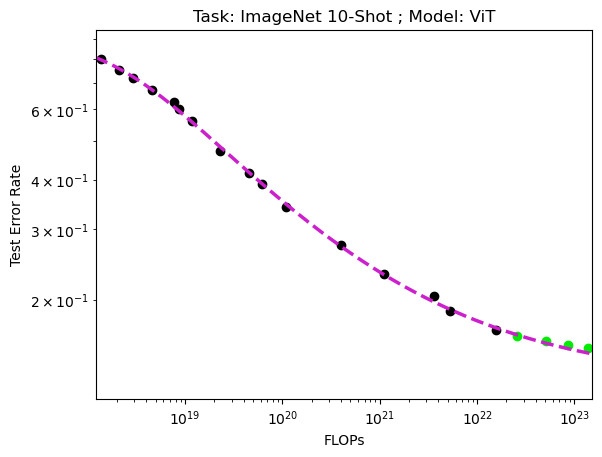 Task: ImageNet 10-Shot ; Model: ViT
Test Error Rate
6 × 10⁻¹
4 × 10⁻¹
3 × 10⁻¹
2 × 10⁻¹
10¹⁹ 10²⁰ 10²¹ 10²² 10²³
FLOPs